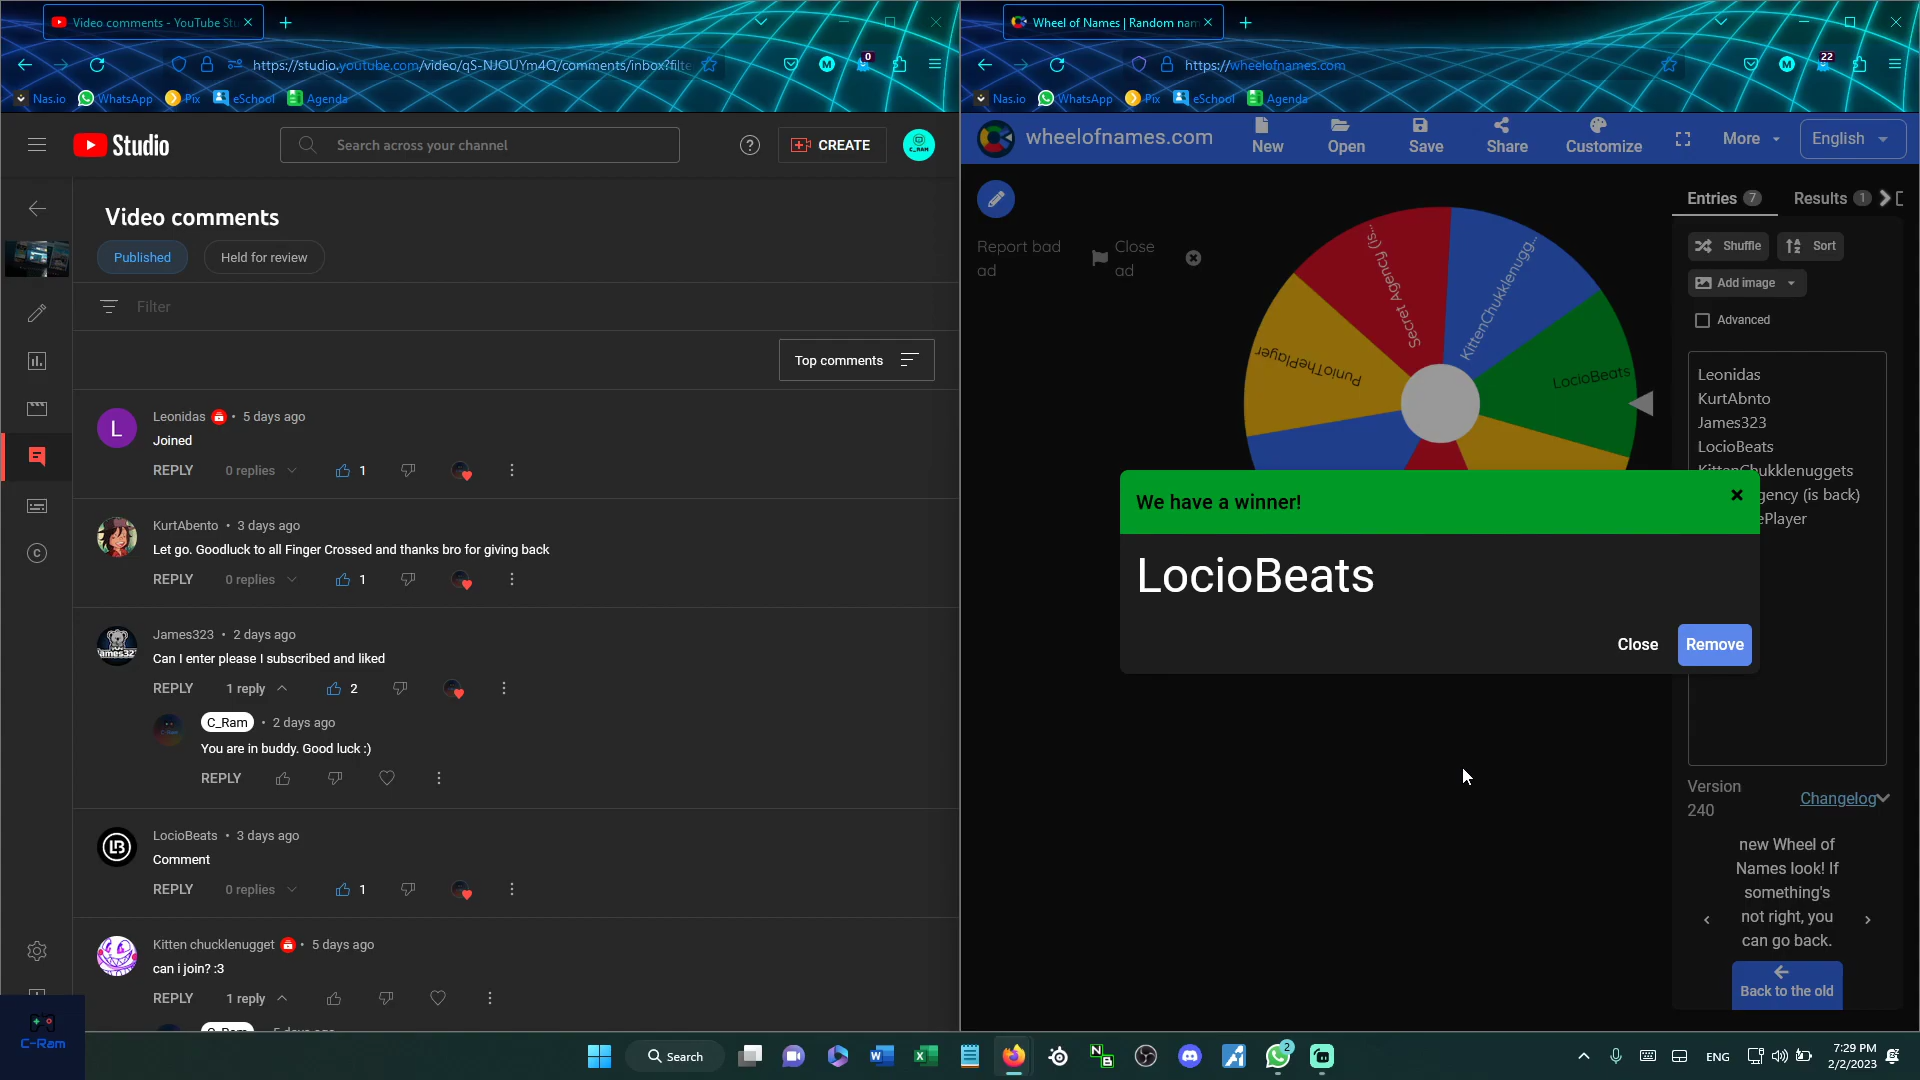 Video comments - YouTube Stu
https://studio.youtube.com/video/qS-NJOUYm4Q/comments/inbox?filte
0
Nas.io
WhatsApp
Pix
eSchool
Agenda
Studio
Search across your channel
CREATE
Video comments
Published
Held for review
Filter
Top comments
L
Leonidas • 5 days ago
Joined
REPLY
0 replies
1
KurtAbento • 3 days ago
Let go. Goodluck to all Finger Crossed and thanks bro for giving back
REPLY
0 replies
1
James323 • 2 days ago
Can I enter please I subscribed and liked
REPLY
1 reply
2
C_Ram • 2 days ago
You are in buddy. Good luck :)
REPLY
LocioBeats • 3 days ago
Comment
REPLY
0 replies
1
Kitten chucklenugget • 5 days ago
can i join? :3
REPLY
1 reply
C-Ram
Wheel of Names | Random nam
https://wheelofnames.com
22
Nas.io
WhatsApp
Pix
eSchool
Agenda
wheelofnames.com
New
Open
Save
Share
Customize
More
English
Report bad ad
Close ad
Secret Agency (is...
KittenChukklenugg...
LocioBeats
PunioThePlayer
Entries 7
Results 1
Shuffle
Sort
Add image
Advanced
Leonidas
KurtAbnto
James323
LocioBeats
KittenChukklenuggets
gency (is back)
ePlayer
We have a winner!
LocioBeats
Close
Remove
Version 240
Changelog
new Wheel of
Names look! If
something's
not right, you
can go back.
Back to the old
Search
ENG
7:29 PM
2/2/2023
2